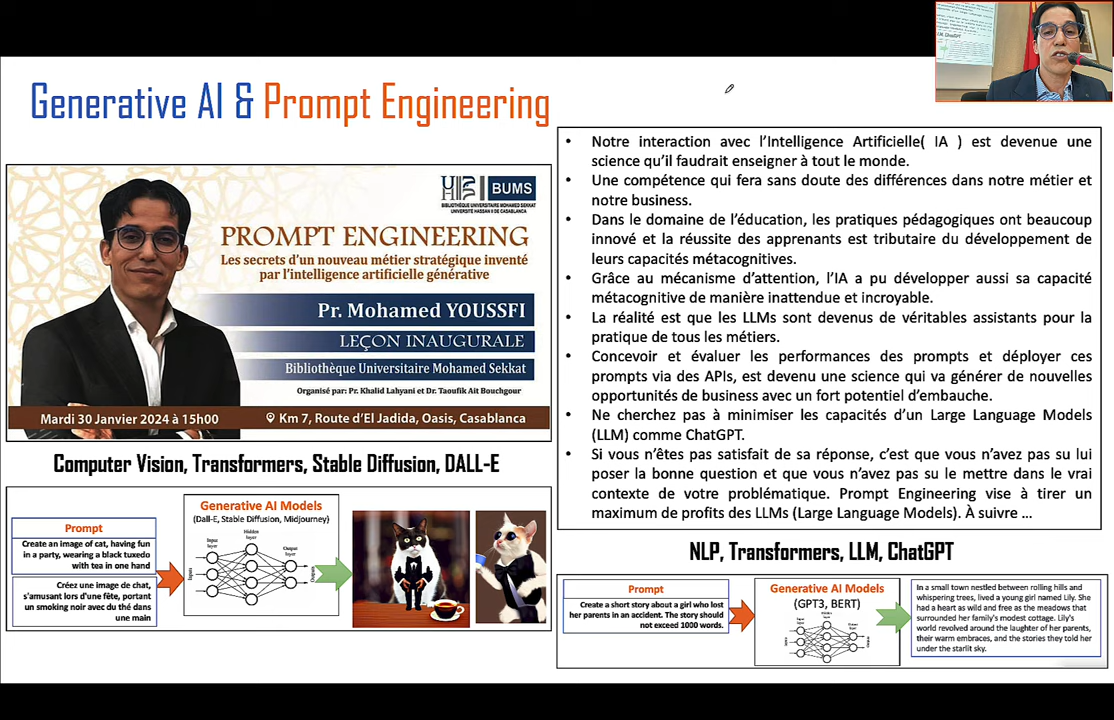 Generative AI & Prompt Engineering
BUMS
BIBLIOTHÈQUE UNIVERSITAIRE MOHAMED SEKKAT
UNIVERSITÉ HASSAN II DE CASABLANCA
PROMPT ENGINEERING
Les secrets d'un nouveau métier stratégique inventé
par l'intelligence artificielle générative
Pr. Mohamed YOUSSFI
LEÇON INAUGURALE
Bibliothèque Universitaire Mohamed Sekkat
Organisé par: Pr. Khalid Lahyani et Dr. Taoufik Ait Bouchgour
Mardi 30 Janvier 2024 à 15h00
Km 7, Route d'El Jadida, Oasis, Casablanca
Computer Vision, Transformers, Stable Diffusion, DALL-E
Prompt
Create an image of cat, having fun
in a party, wearing a black tuxedo
with tea in one hand
Créez une image de chat,
s'amusant lors d'une fête, portant
un smoking noir avec du thé dans
une main
Generative AI Models
(Dall-E, Stable Diffusion, Midjourney}
Input
layer
Hidden
layer
Output
layer
Inputs
Outputs
• Notre interaction avec l'Intelligence Artificielle( IA ) est devenue une
science qu'il faudrait enseigner à tout le monde.
• Une compétence qui fera sans doute des différences dans notre métier et
notre business.
• Dans le domaine de l'éducation, les pratiques pédagogiques ont beaucoup
innové et la réussite des apprenants est tributaire du développement de
leurs capacités métacognitives.
• Grâce au mécanisme d'attention, l'IA a pu développer aussi sa capacité
métacognitive de manière inattendue et incroyable.
• La réalité est que les LLMs sont devenus de véritables assistants pour la
pratique de tous les métiers.
• Concevoir et évaluer les performances des prompts et déployer ces
prompts via des APIs, est devenu une science qui va générer de nouvelles
opportunités de business avec un fort potentiel d'embauche.
• Ne cherchez pas à minimiser les capacités d'un Large Language Models
(LLM) comme ChatGPT.
• Si vous n'êtes pas satisfait de sa réponse, c'est que vous n'avez pas su lui
poser la bonne question et que vous n'avez pas su le mettre dans le vrai
contexte de votre problématique. Prompt Engineering vise à tirer un
maximum de profits des LLMs (Large Language Models). À suivre ...
NLP, Transformers, LLM, ChatGPT
Prompt
Create a short story about a girl who lost
her parents in an accident. The story should
not exceed 1000 words.
Generative AI Models
(GPT3, BERT)
Input
layer
Hidden
layer
Output
layer
Inputs
Outputs
In a small town nestled between rolling hills and
whispering trees, lived a young girl named Lily. She
had a heart as wild and free as the meadows that
surrounded her family's modest cottage. Lily's
world revolved around the laughter of her parents,
their warm embraces, and the stories they told her
under the starlit sky.